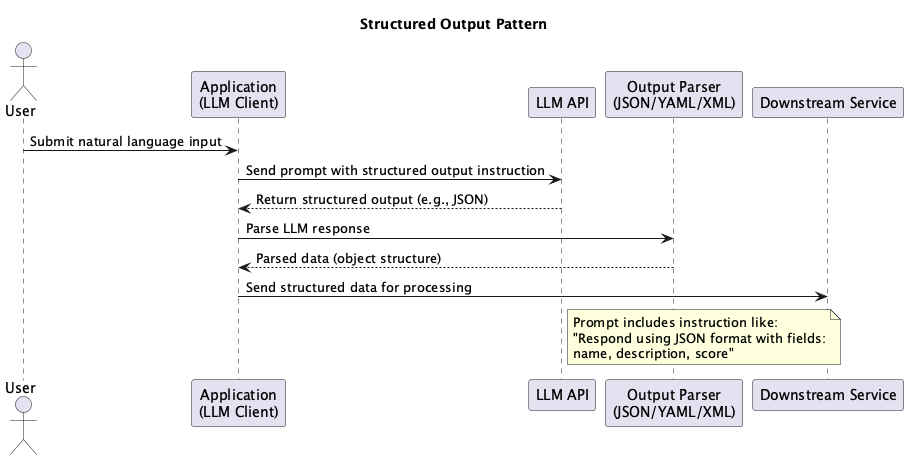 Structured Output Pattern
User
Application
(LLM Client)
LLM API
Output Parser
(JSON/YAML/XML)
Downstream Service
Submit natural language input
Send prompt with structured output instruction
Return structured output (e.g., JSON)
Parse LLM response
Parsed data (object structure)
Send structured data for processing
Prompt includes instruction like:
"Respond using JSON format with fields:
name, description, score"
User
Application
(LLM Client)
LLM API
Output Parser
(JSON/YAML/XML)
Downstream Service